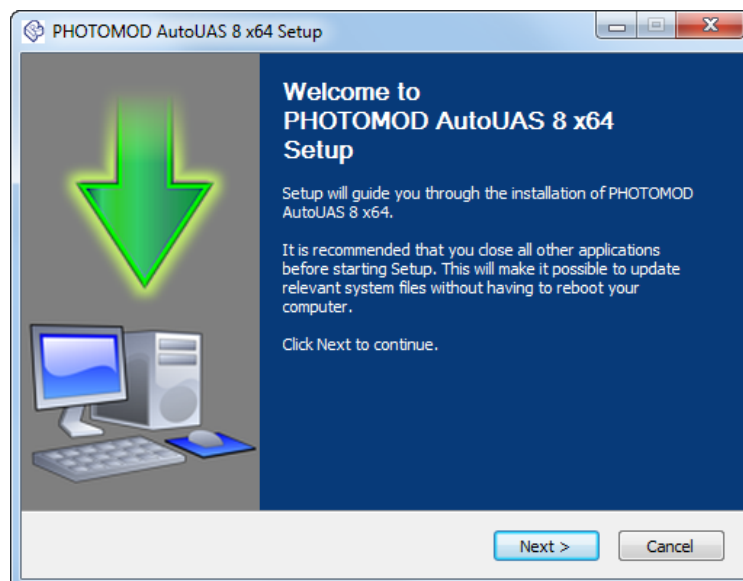 PHOTOMOD AutoUAS 8 x64 Setup
Welcome to
PHOTOMOD AutoUAS 8 x64
Setup
Setup will guide you through the installation of PHOTOMOD
AutoUAS 8 x64.
It is recommended that you close all other applications
before starting Setup. This will make it possible to update
relevant system files without having to reboot your
computer.
Click Next to continue.
Next >
Cancel